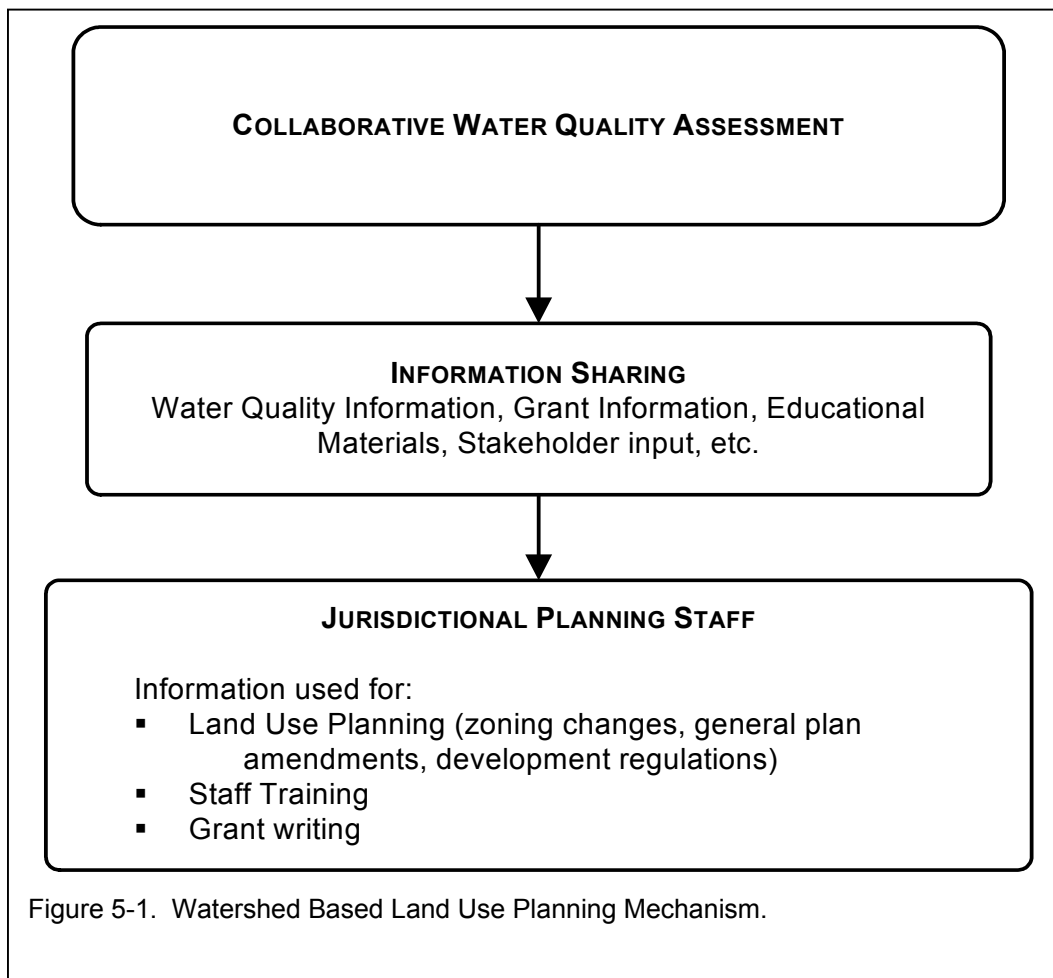 COLLABORATIVE WATER QUALITY ASSESSMENT
INFORMATION SHARING
Water Quality Information, Grant Information, Educational
Materials, Stakeholder input, etc.
JURISDICTIONAL PLANNING STAFF
Information used for:
▪ Land Use Planning (zoning changes, general plan
amendments, development regulations)
▪ Staff Training
▪ Grant writing
Figure 5-1. Watershed Based Land Use Planning Mechanism.